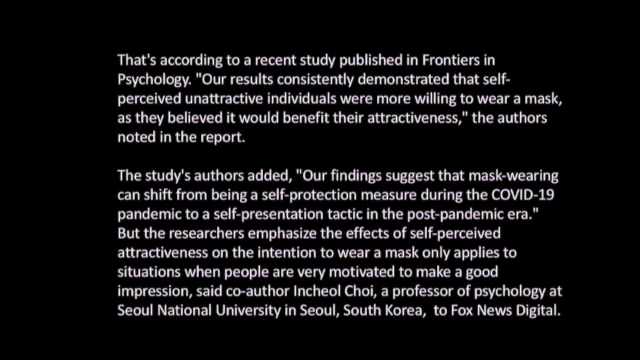 That's according to a recent study published in Frontiers in
Psychology. "Our results consistently demonstrated that self-
perceived unattractive individuals were more willing to wear a mask,
as they believed it would benefit their attractiveness," the authors
noted in the report.
The study's authors added, "Our findings suggest that mask-wearing
can shift from being a self-protection measure during the COVID-19
pandemic to a self-presentation tactic in the post-pandemic era."
But the researchers emphasize the effects of self-perceived
attractiveness on the intention to wear a mask only applies to
situations when people are very motivated to make a good
impression, said co-author Incheol Choi, a professor of psychology at
Seoul National University in Seoul, South Korea, to Fox News Digital.